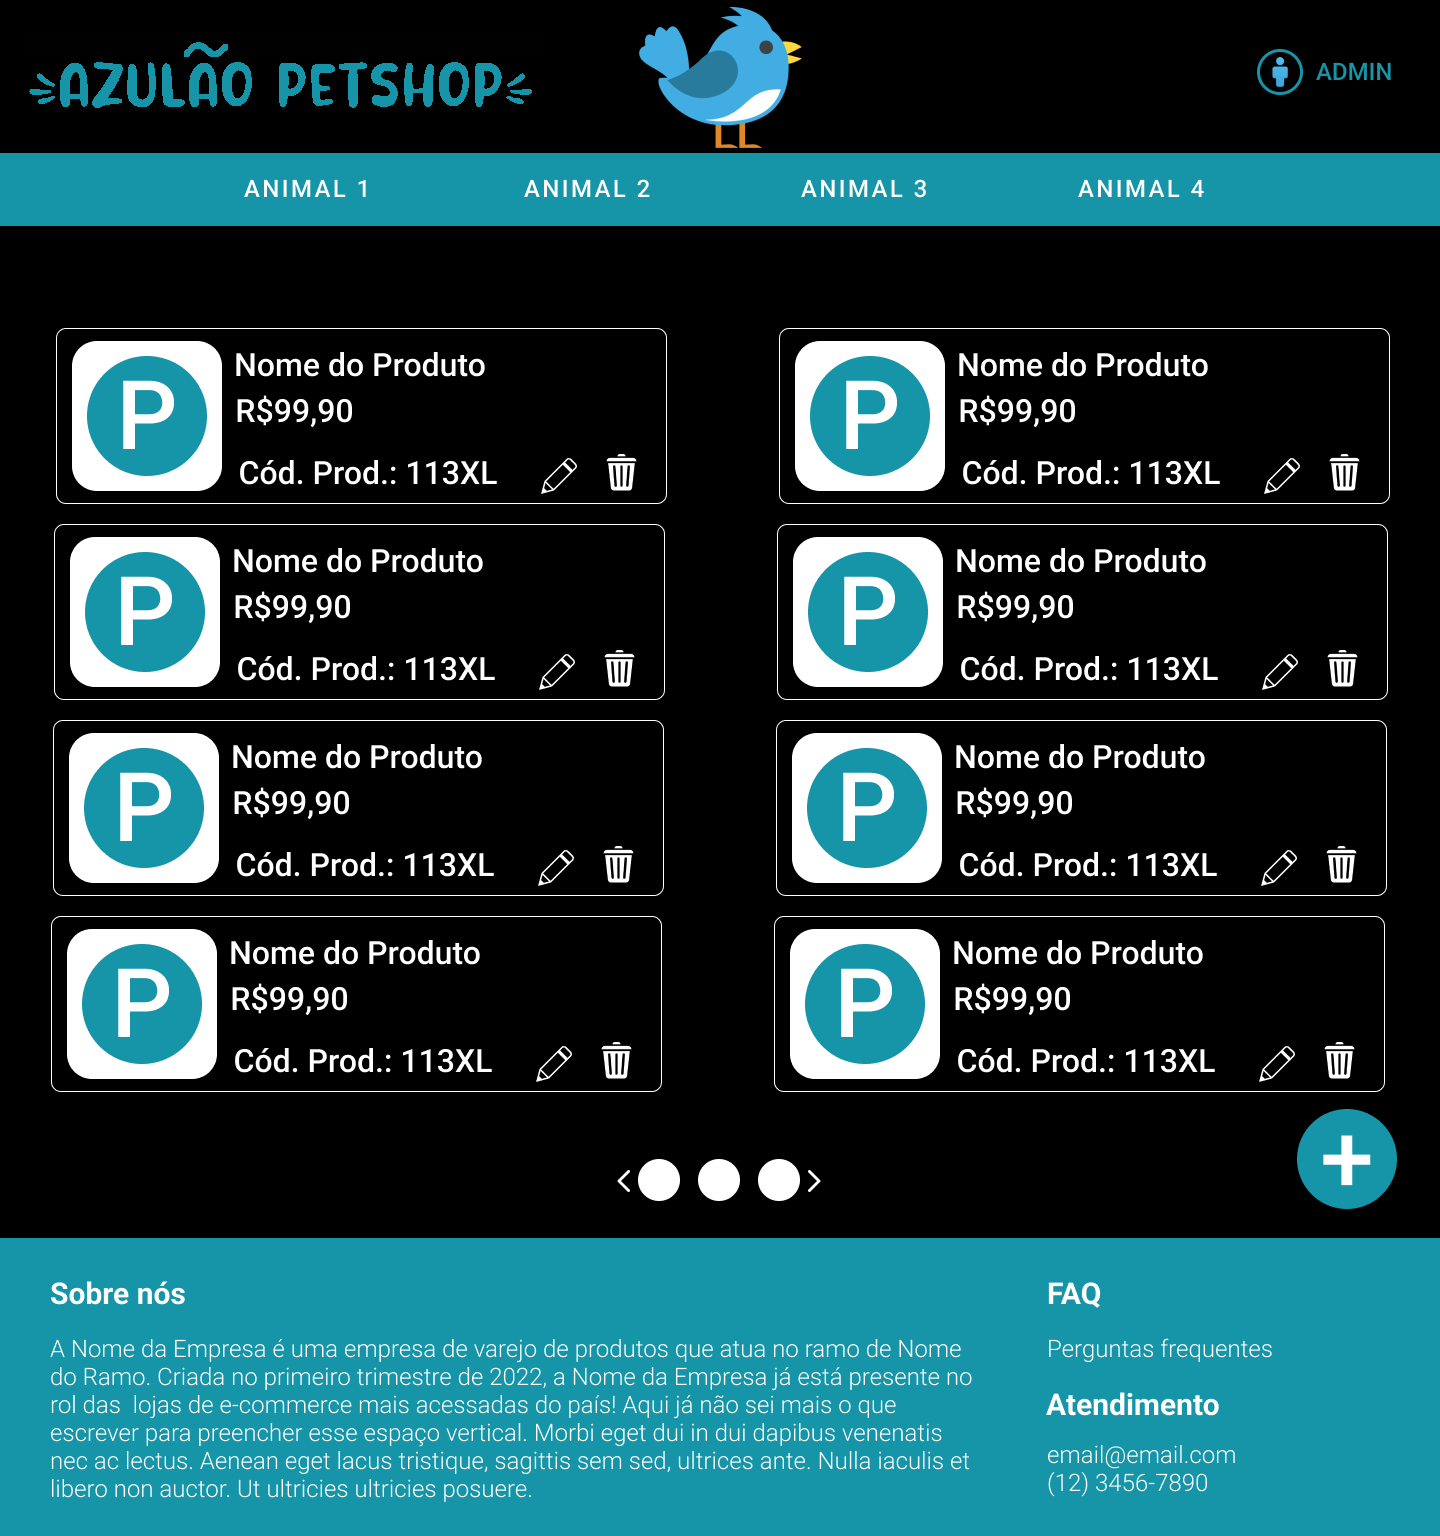 AZULÃO PETSHOP
ADMIN
ANIMAL 1
ANIMAL 2
ANIMAL 3
ANIMAL 4
P
Nome do Produto
R$99,90
Cód. Prod.: 113XL
P
Nome do Produto
R$99,90
Cód. Prod.: 113XL
P
Nome do Produto
R$99,90
Cód. Prod.: 113XL
P
Nome do Produto
R$99,90
Cód. Prod.: 113XL
P
Nome do Produto
R$99,90
Cód. Prod.: 113XL
P
Nome do Produto
R$99,90
Cód. Prod.: 113XL
P
Nome do Produto
R$99,90
Cód. Prod.: 113XL
P
Nome do Produto
R$99,90
Cód. Prod.: 113XL
Sobre nós
A Nome da Empresa é uma empresa de varejo de produtos que atua no ramo de Nome
do Ramo. Criada no primeiro trimestre de 2022, a Nome da Empresa já está presente no
rol das  lojas de e-commerce mais acessadas do país! Aqui já não sei mais o que
escrever para preencher esse espaço vertical. Morbi eget dui in dui dapibus venenatis
nec ac lectus. Aenean eget lacus tristique, sagittis sem sed, ultrices ante. Nulla iaculis et
libero non auctor. Ut ultricies ultricies posuere.
FAQ
Perguntas frequentes
Atendimento
email@email.com
(12) 3456-7890